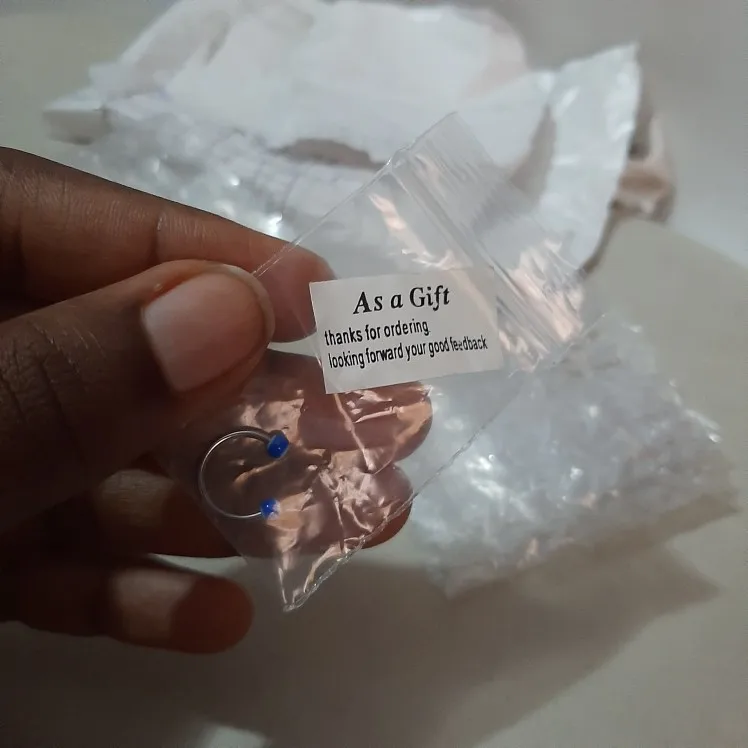 As a Gift
thanks for ordering
looking forward your good feedback